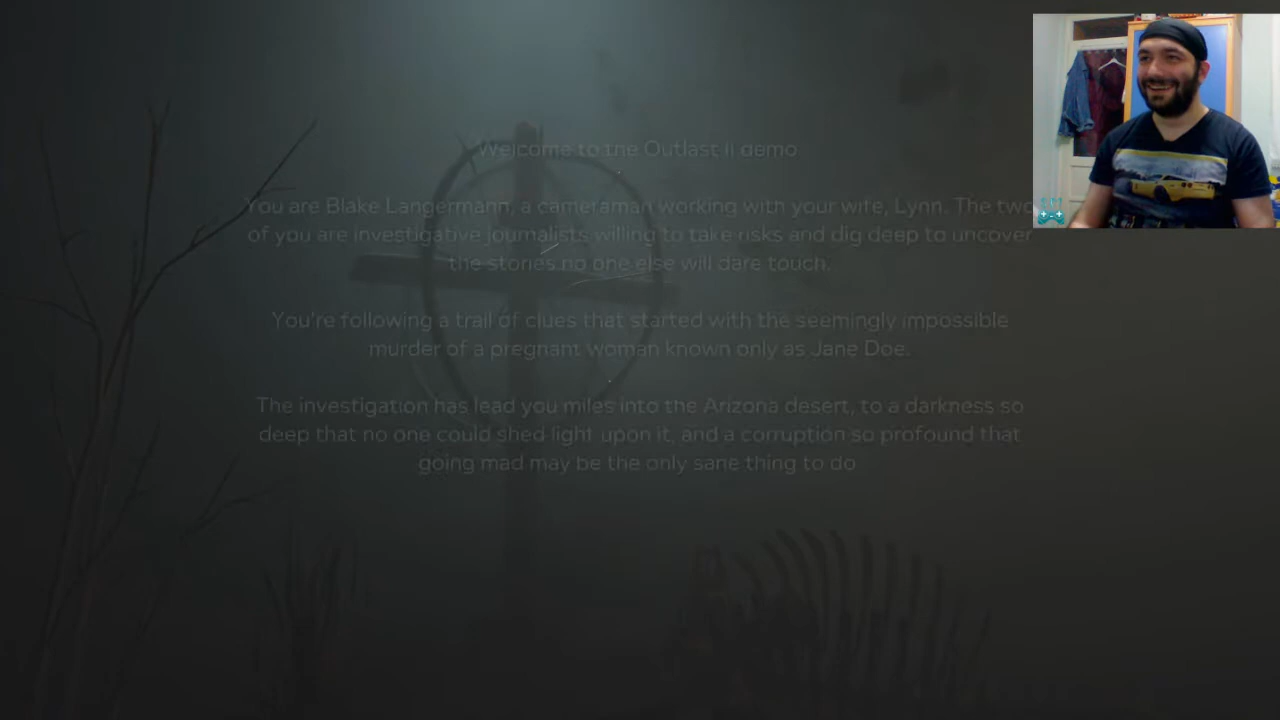 Welcome to the Outlast II demo
You are Blake Langermann, a cameraman working with your wife, Lynn. The two
of you are investigative journalists willing to take risks and dig deep to uncover
the stories no one else will dare touch.
You're following a trail of clues that started with the seemingly impossible
murder of a pregnant woman known only as Jane Doe.
The investigation has lead you miles into the Arizona desert, to a darkness so
deep that no one could shed light upon it, and a corruption so profound that
going mad may be the only sane thing to do